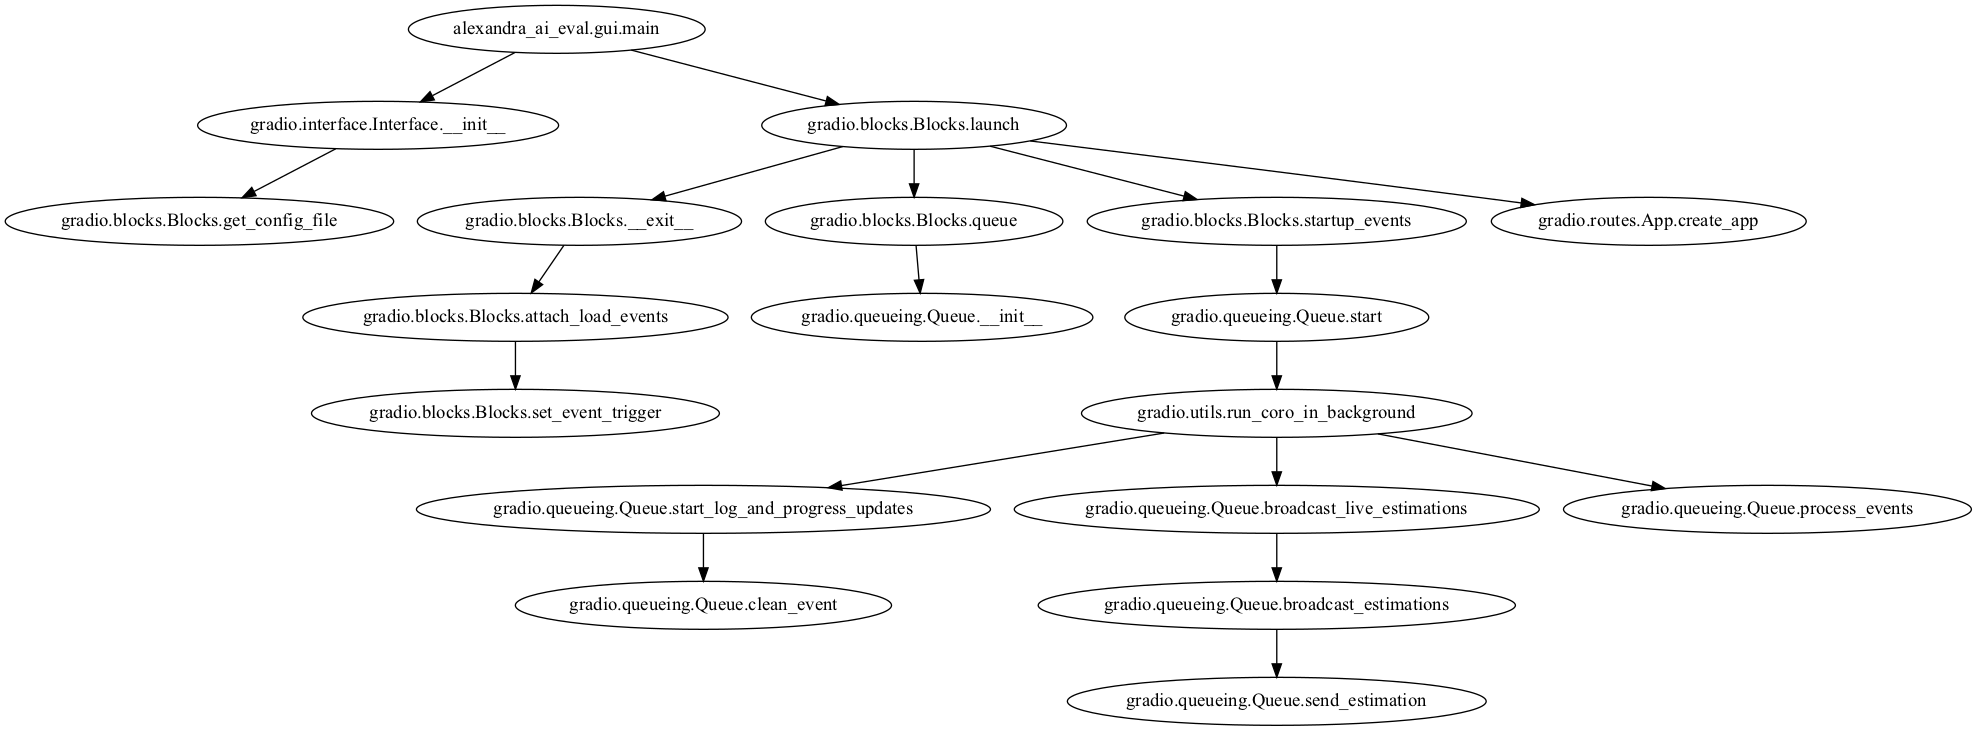 alexandra_ai_eval.gui.main
gradio.interface.Interface.__init__
gradio.blocks.Blocks.launch
gradio.blocks.Blocks.get_config_file
gradio.blocks.Blocks.__exit__
gradio.blocks.Blocks.queue
gradio.blocks.Blocks.startup_events
gradio.routes.App.create_app
gradio.blocks.Blocks.attach_load_events
gradio.queueing.Queue.__init__
gradio.queueing.Queue.start
gradio.blocks.Blocks.set_event_trigger
gradio.utils.run_coro_in_background
gradio.queueing.Queue.start_log_and_progress_updates
gradio.queueing.Queue.broadcast_live_estimations
gradio.queueing.Queue.process_events
gradio.queueing.Queue.clean_event
gradio.queueing.Queue.broadcast_estimations
gradio.queueing.Queue.send_estimation